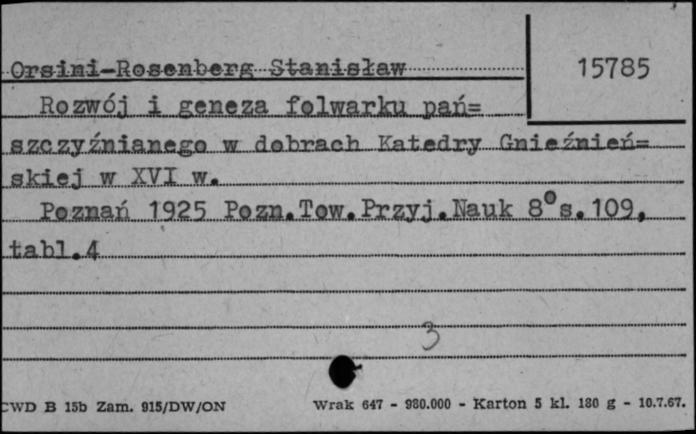 Orsini-Rosenberg Stanisław
15785
Rozwój i geneza folwarku pań=
szczyźnianego w dobrach Katedry Gnieźnień=
skiej w XVI w.
Poznań 1925 Pozn.Tow.Przyj.Nauk 8° s.109,
tabl.4
3
CWD B 15b Zam. 915/DW/ON Wrak 647 - 980.000 - Karton 5 kl. 180 g - 10.7.67.